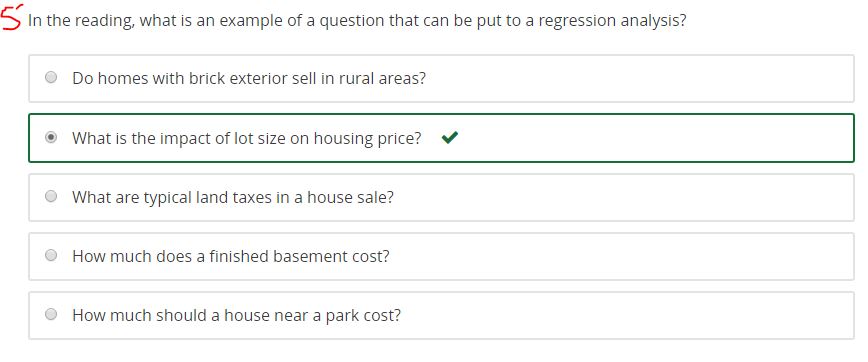 5 In the reading, what is an example of a question that can be put to a regression analysis?
Do homes with brick exterior sell in rural areas?
What is the impact of lot size on housing price?
What are typical land taxes in a house sale?
How much does a finished basement cost?
How much should a house near a park cost?